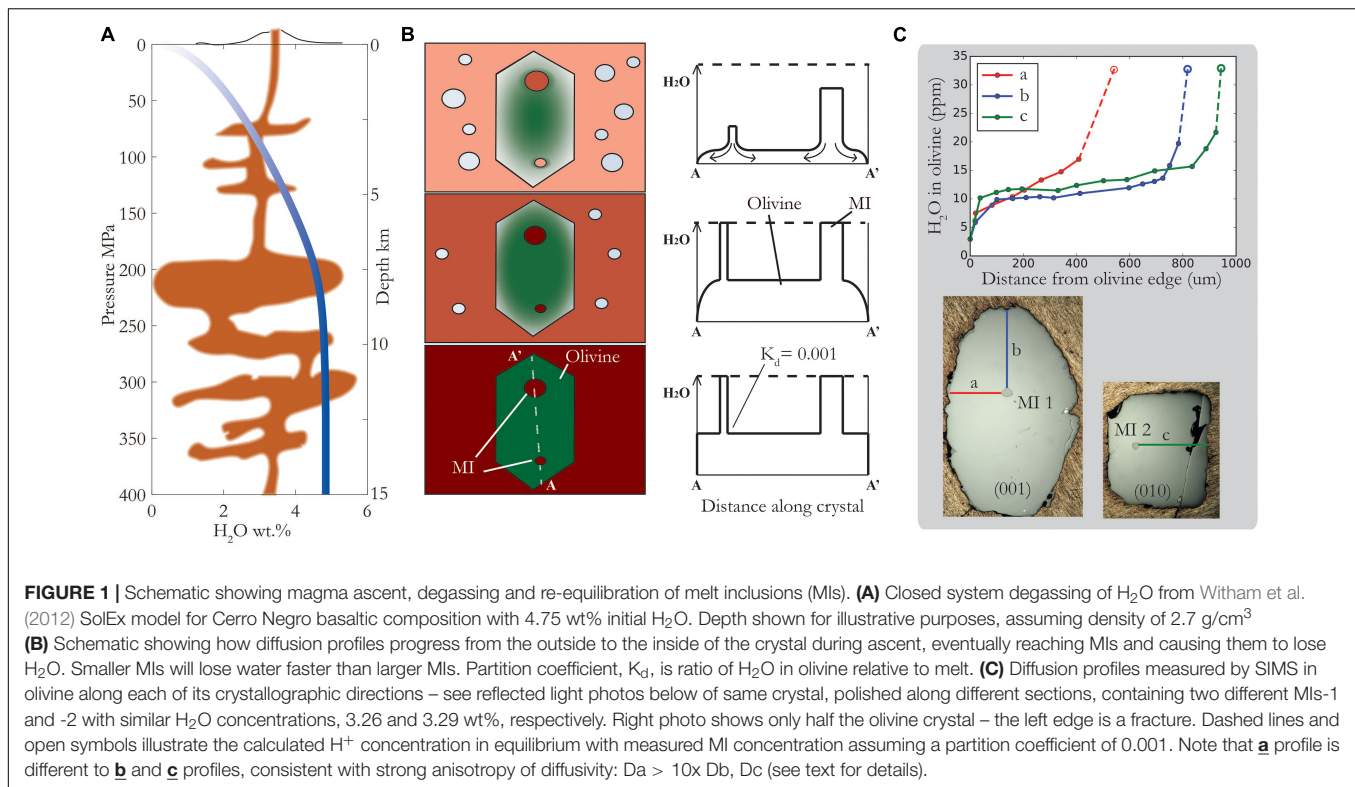 A
B
C
0
50
100
150
200
250
300
350
400
Pressure MPa
0
5
10
15
Depth km
0 2 4 6
H₂O wt.%
Olivine
A'
MI
A
H₂O
A A'
Olivine MI
H₂O
A A'
K_d = 0.001
H₂O
A A'
Distance along crystal
35
30
25
20
15
10
5
0
H₂O in olivine (ppm)
a
b
c
0 200 400 600 800 1000
Distance from olivine edge (um)
b
a
MI 1
(001)
MI 2
c
(010)
FIGURE 1 | Schematic showing magma ascent, degassing and re-equilibration of melt inclusions (MIs). (A) Closed system degassing of H₂O from Witham et al.
(2012) SolEx model for Cerro Negro basaltic composition with 4.75 wt% initial H₂O. Depth shown for illustrative purposes, assuming density of 2.7 g/cm³
(B) Schematic showing how diffusion profiles progress from the outside to the inside of the crystal during ascent, eventually reaching MIs and causing them to lose
H₂O. Smaller MIs will lose water faster than larger MIs. Partition coefficient, K_d, is ratio of H₂O in olivine relative to melt. (C) Diffusion profiles measured by SIMS in
olivine along each of its crystallographic directions – see reflected light photos below of same crystal, polished along different sections, containing two different MIs-1
and -2 with similar H₂O concentrations, 3.26 and 3.29 wt%, respectively. Right photo shows only half the olivine crystal – the left edge is a fracture. Dashed lines and
open symbols illustrate the calculated H⁺ concentration in equilibrium with measured MI concentration assuming a partition coefficient of 0.001. Note that a profile is
different to b and c profiles, consistent with strong anisotropy of diffusivity: Da > 10x Db, Dc (see text for details).